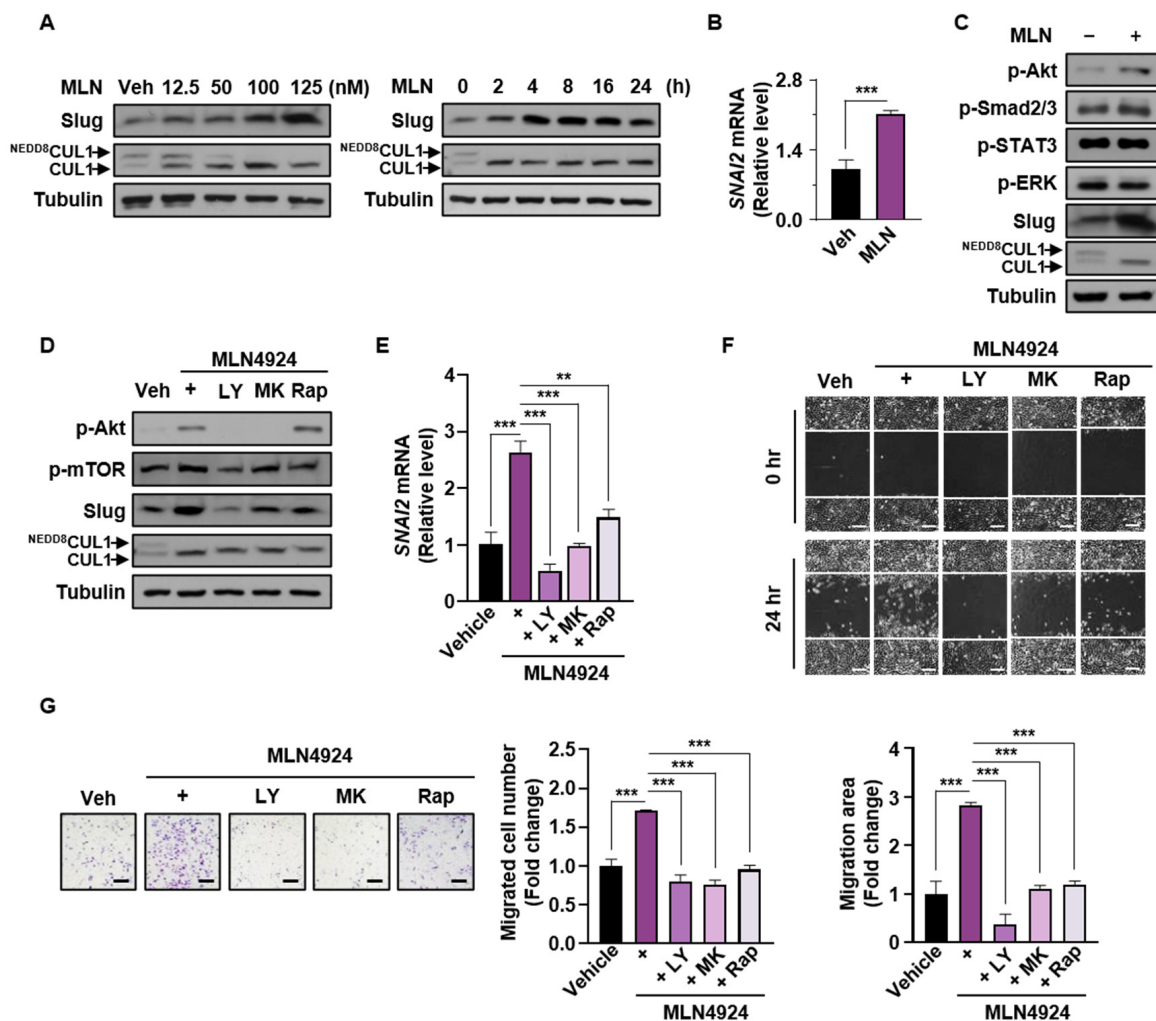 A
MLN Veh 12.5 50 100 125 (nM)
Slug
NEDD8CUL1
CUL1
Tubulin
MLN 0 2 4 8 16 24 (h)
Slug
NEDD8CUL1
CUL1
Tubulin
B
SNAI2 mRNA
(Relative level)
2.8
1.4
0.0
***
Veh
MLN
C
MLN − +
p-Akt
p-Smad2/3
p-STAT3
p-ERK
Slug
NEDD8CUL1
CUL1
Tubulin
D
MLN4924
Veh + LY MK Rap
p-Akt
p-mTOR
Slug
NEDD8CUL1
CUL1
Tubulin
E
SNAI2 mRNA
(Relative level)
4
3
2
1
0
**
***
***
***
Vehicle
+
+ LY
+ MK
+ Rap
MLN4924
F
MLN4924
Veh + LY MK Rap
0 hr
24 hr
G
MLN4924
Veh + LY MK Rap
Migrated cell number
(Fold change)
2.5
2.0
1.5
1.0
0.5
0.0
***
***
***
***
Vehicle
+
+ LY
+ MK
+ Rap
MLN4924
Migration area
(Fold change)
4
3
2
1
0
***
***
***
***
Vehicle
+
+ LY
+ MK
+ Rap
MLN4924